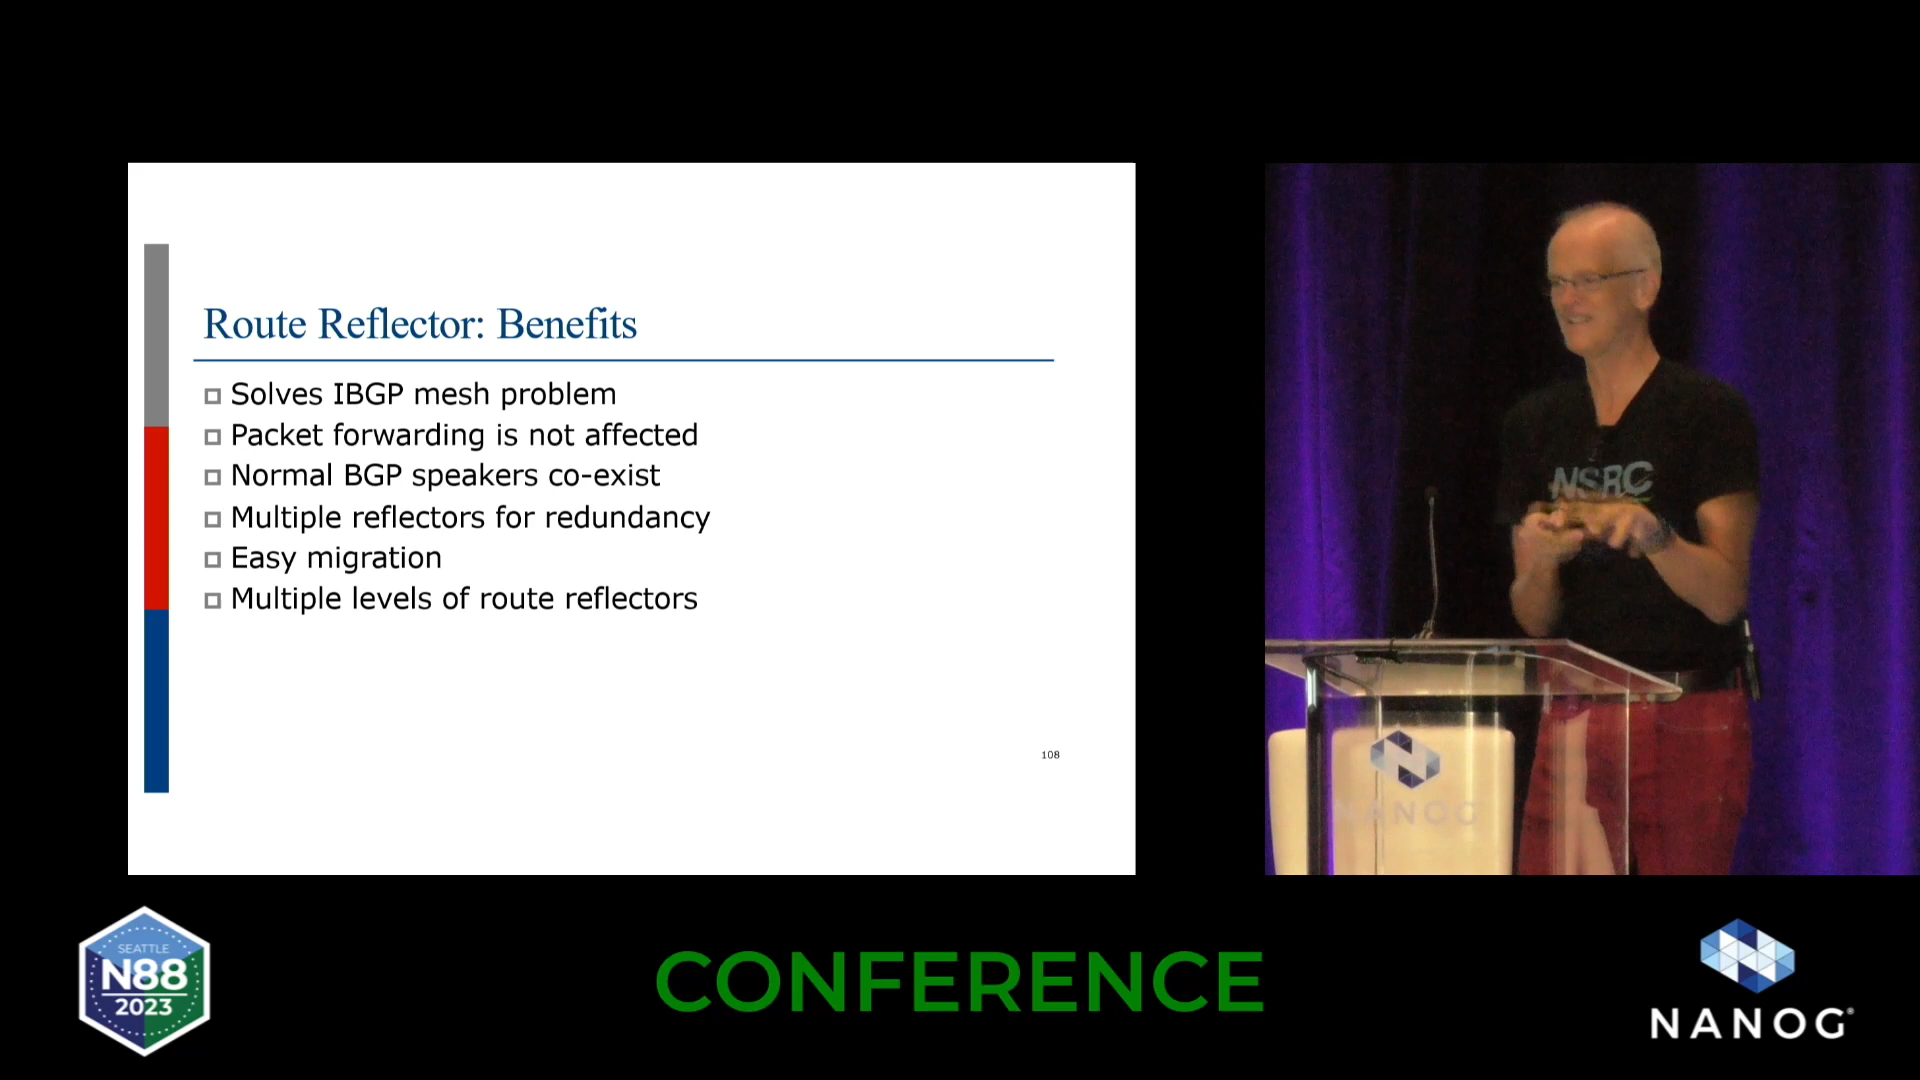 Route Reflector: Benefits
Solves IBGP mesh problem
Packet forwarding is not affected
Normal BGP speakers co-exist
Multiple reflectors for redundancy
Easy migration
Multiple levels of route reflectors
108
NSRC
NANOG
SEATTLE
N88
2023
CONFERENCE
NANOG®